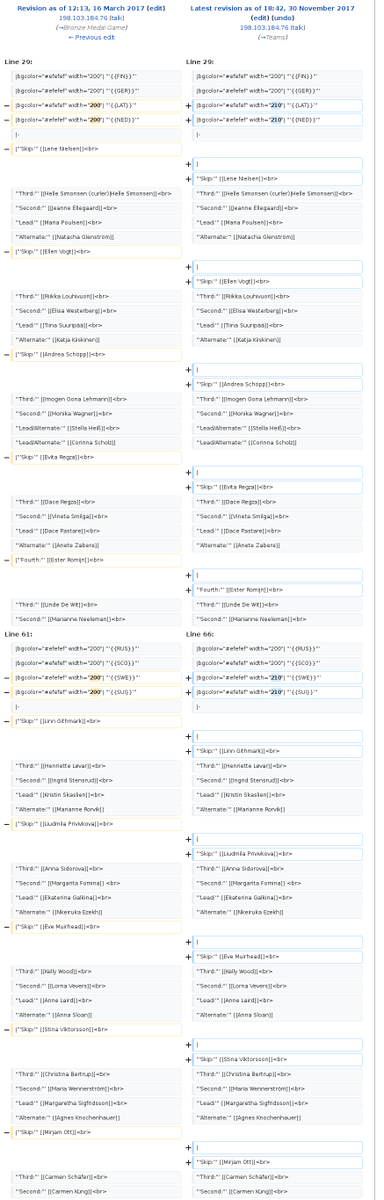 Revision as of 12:13, 16 March 2017 (edit)
198.103.184.76 (talk)
(→Bronze Medal Game)
← Previous edit
Line 29:
|bgcolor="#efefef" width="200"| '''{{FIN}}'''
|bgcolor="#efefef" width="200"| '''{{GER}}'''
− |bgcolor="#efefef" width="200"| '''{{LAT}}'''
− |bgcolor="#efefef" width="200"| '''{{NED}}'''
|-
− |'''Skip:''' [[Lene Nielsen]]<br>
'''Third:''' [[Helle Simonsen (curler)|Helle Simonsen]]<br>
'''Second:''' [[Jeanne Ellegaard]]<br>
'''Lead:''' [[Maria Poulsen]]<br>
'''Alternate:''' [[Natacha Glenström]]
− |'''Skip:''' [[Ellen Vogt]]<br>
'''Third:''' [[Riikka Louhivuori]]<br>
'''Second:''' [[Elisa Westerberg]]<br>
'''Lead:''' [[Tiina Suuripää]]<br>
'''Alternate:''' [[Katja Kiiskinen]]
− |'''Skip:''' [[Andrea Schöpp]]<br>
'''Third:''' [[Imogen Oona Lehmann]]<br>
'''Second:''' [[Monika Wagner]]<br>
'''Lead/Alternate:''' [[Stella Heiß]]<br>
'''Lead/Alternate:''' [[Corinna Scholz]]
− |'''Skip:''' [[Evita Regza]]<br>
'''Third:''' [[Dace Regza]]<br>
'''Second:''' [[Vineta Smilga]]<br>
'''Lead:''' [[Dace Pastare]]<br>
'''Alternate:''' [[Anete Zabere]]
− |'''Fourth:''' [[Ester Romijn]]<br>
'''Third:''' [[Linde De Wit]]<br>
'''Second:''' [[Marianne Neeleman]]<br>
Line 61:
|bgcolor="#efefef" width="200"| '''{{RUS}}'''
|bgcolor="#efefef" width="200"| '''{{SCO}}'''
− |bgcolor="#efefef" width="200"| '''{{SWE}}'''
− |bgcolor="#efefef" width="200"| '''{{SUI}}'''
|-
− |'''Skip:''' [[Linn Githmark]]<br>
'''Third:''' [[Henriette Løvar]]<br>
'''Second:''' [[Ingrid Stensrud]]<br>
'''Lead:''' [[Kristin Skaslien]]<br>
'''Alternate:''' [[Marianne Rørvik]]
− |'''Skip:''' [[Liudmila Privivkova]]<br>
'''Third:''' [[Anna Sidorova]]<br>
'''Second:''' [[Margarita Fomina]] <br>
'''Lead:''' [[Ekaterina Galkina]]<br>
'''Alternate:''' [[Nkeiruka Ezekh]]
− |'''Skip:''' [[Eve Muirhead]]<br>
'''Third:''' [[Kelly Wood]]<br>
'''Second:''' [[Lorna Vevers]]<br>
'''Lead:''' [[Anne Laird]]<br>
'''Alternate:''' [[Anna Sloan]]
− |'''Skip:''' [[Stina Viktorsson]]<br>
'''Third:''' [[Christina Bertrup]]<br>
'''Second:''' [[Maria Wennerström]]<br>
'''Lead:''' [[Margaretha Sigfridsson]]<br>
'''Alternate:''' [[Agnes Knochenhauer]]
− |'''Skip:''' [[Mirjam Ott]]<br>
'''Third:''' [[Carmen Schäfer]]<br>
'''Second:''' [[Carmen Küng]]<br>
Latest revision as of 18:42, 30 November 2017
(edit) (undo)
198.103.184.76 (talk)
(→Teams)
Line 29:
|bgcolor="#efefef" width="200"| '''{{FIN}}'''
|bgcolor="#efefef" width="200"| '''{{GER}}'''
+ |bgcolor="#efefef" width="210"| '''{{LAT}}'''
+ |bgcolor="#efefef" width="210"| '''{{NED}}'''
|-
+ |
+ '''Skip:''' [[Lene Nielsen]]<br>
'''Third:''' [[Helle Simonsen (curler)|Helle Simonsen]]<br>
'''Second:''' [[Jeanne Ellegaard]]<br>
'''Lead:''' [[Maria Poulsen]]<br>
'''Alternate:''' [[Natacha Glenström]]
+ |
+ '''Skip:''' [[Ellen Vogt]]<br>
'''Third:''' [[Riikka Louhivuori]]<br>
'''Second:''' [[Elisa Westerberg]]<br>
'''Lead:''' [[Tiina Suuripää]]<br>
'''Alternate:''' [[Katja Kiiskinen]]
+ |
+ '''Skip:''' [[Andrea Schöpp]]<br>
'''Third:''' [[Imogen Oona Lehmann]]<br>
'''Second:''' [[Monika Wagner]]<br>
'''Lead/Alternate:''' [[Stella Heiß]]<br>
'''Lead/Alternate:''' [[Corinna Scholz]]
+ |
+ '''Skip:''' [[Evita Regza]]<br>
'''Third:''' [[Dace Regza]]<br>
'''Second:''' [[Vineta Smilga]]<br>
'''Lead:''' [[Dace Pastare]]<br>
'''Alternate:''' [[Anete Zabere]]
+ |
+ '''Fourth:''' [[Ester Romijn]]<br>
'''Third:''' [[Linde De Wit]]<br>
'''Second:''' [[Marianne Neeleman]]<br>
Line 66:
|bgcolor="#efefef" width="200"| '''{{RUS}}'''
|bgcolor="#efefef" width="200"| '''{{SCO}}'''
+ |bgcolor="#efefef" width="210"| '''{{SWE}}'''
+ |bgcolor="#efefef" width="210"| '''{{SUI}}'''
|-
+ |
+ '''Skip:''' [[Linn Githmark]]<br>
'''Third:''' [[Henriette Løvar]]<br>
'''Second:''' [[Ingrid Stensrud]]<br>
'''Lead:''' [[Kristin Skaslien]]<br>
'''Alternate:''' [[Marianne Rørvik]]
+ |
+ '''Skip:''' [[Liudmila Privivkova]]<br>
'''Third:''' [[Anna Sidorova]]<br>
'''Second:''' [[Margarita Fomina]] <br>
'''Lead:''' [[Ekaterina Galkina]]<br>
'''Alternate:''' [[Nkeiruka Ezekh]]
+ |
+ '''Skip:''' [[Eve Muirhead]]<br>
'''Third:''' [[Kelly Wood]]<br>
'''Second:''' [[Lorna Vevers]]<br>
'''Lead:''' [[Anne Laird]]<br>
'''Alternate:''' [[Anna Sloan]]
+ |
+ '''Skip:''' [[Stina Viktorsson]]<br>
'''Third:''' [[Christina Bertrup]]<br>
'''Second:''' [[Maria Wennerström]]<br>
'''Lead:''' [[Margaretha Sigfridsson]]<br>
'''Alternate:''' [[Agnes Knochenhauer]]
+ |
+ '''Skip:''' [[Mirjam Ott]]<br>
'''Third:''' [[Carmen Schäfer]]<br>
'''Second:''' [[Carmen Küng]]<br>